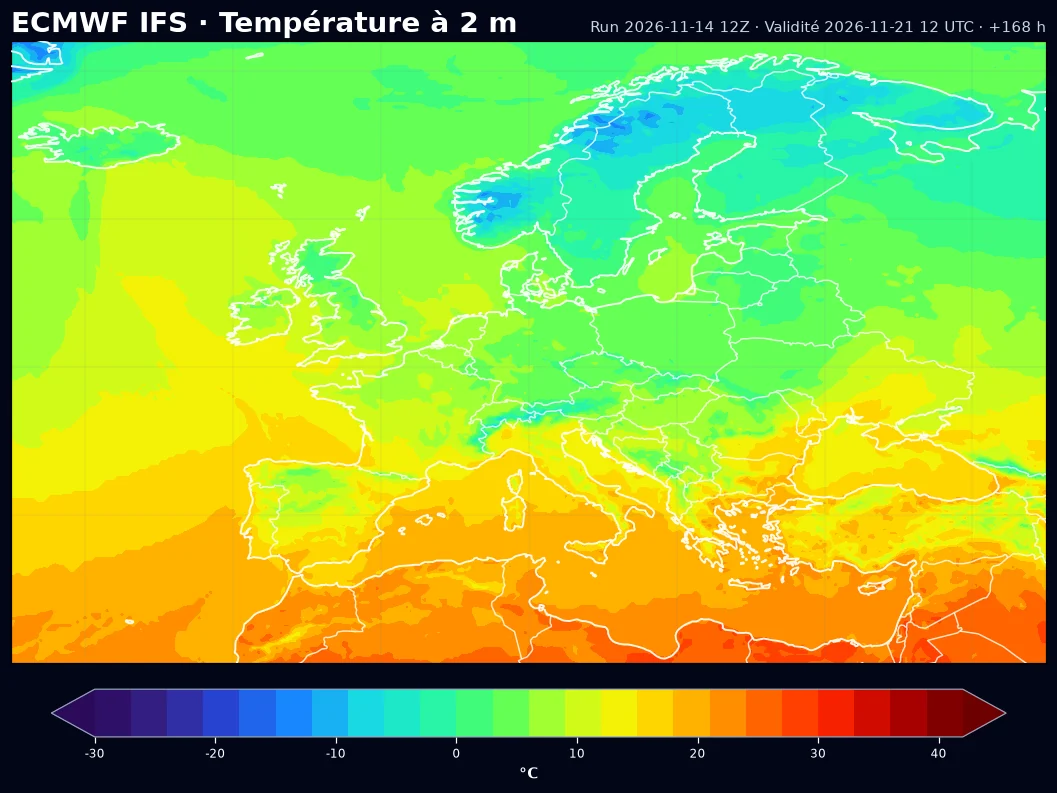 ECMWF IFS · Température à 2 m
Run 2026-11-14 12Z · Validité 2026-11-21 12 UTC · +168 h
-30 -20 -10 0 10 20 30 40
°C